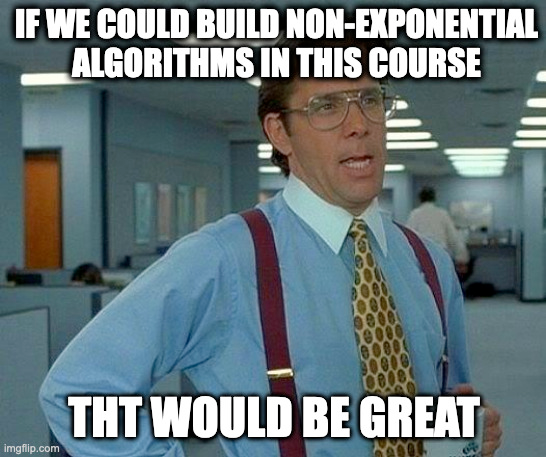 IF WE COULD BUILD NON-EXPONENTIAL
ALGORITHMS IN THIS COURSE
THT WOULD BE GREAT
imgflip.com